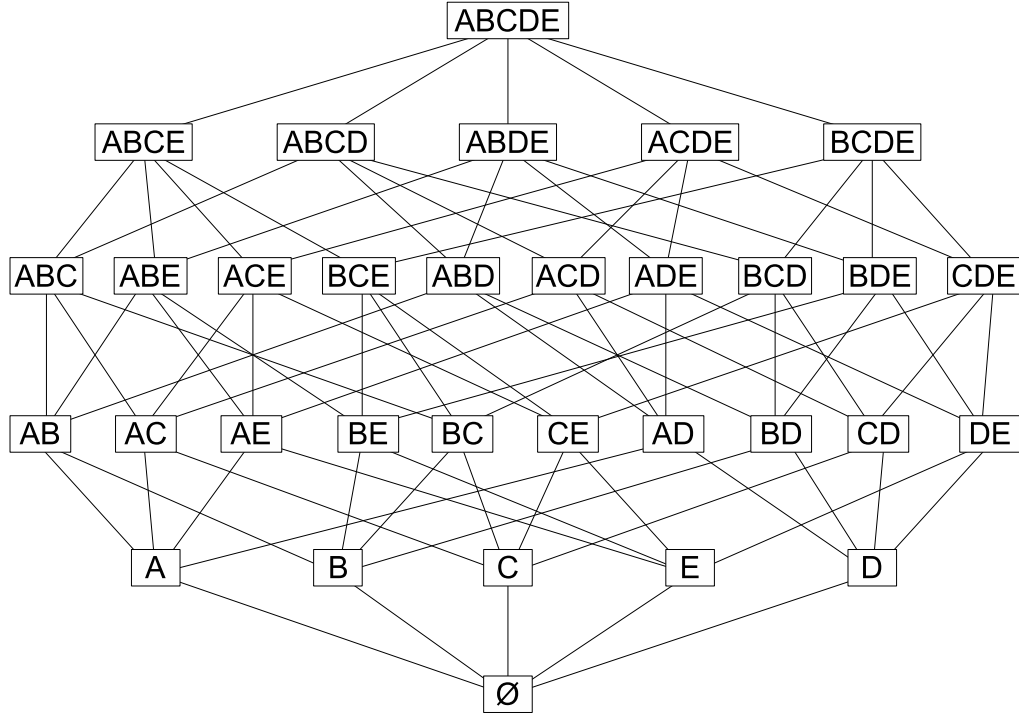 ABCDE
ABCE ABCD ABDE ACDE BCDE
ABC ABE ACE BCE ABD ACD ADE BCD BDE CDE
AB AC AE BE BC CE AD BD CD DE
A B C E D
Ø